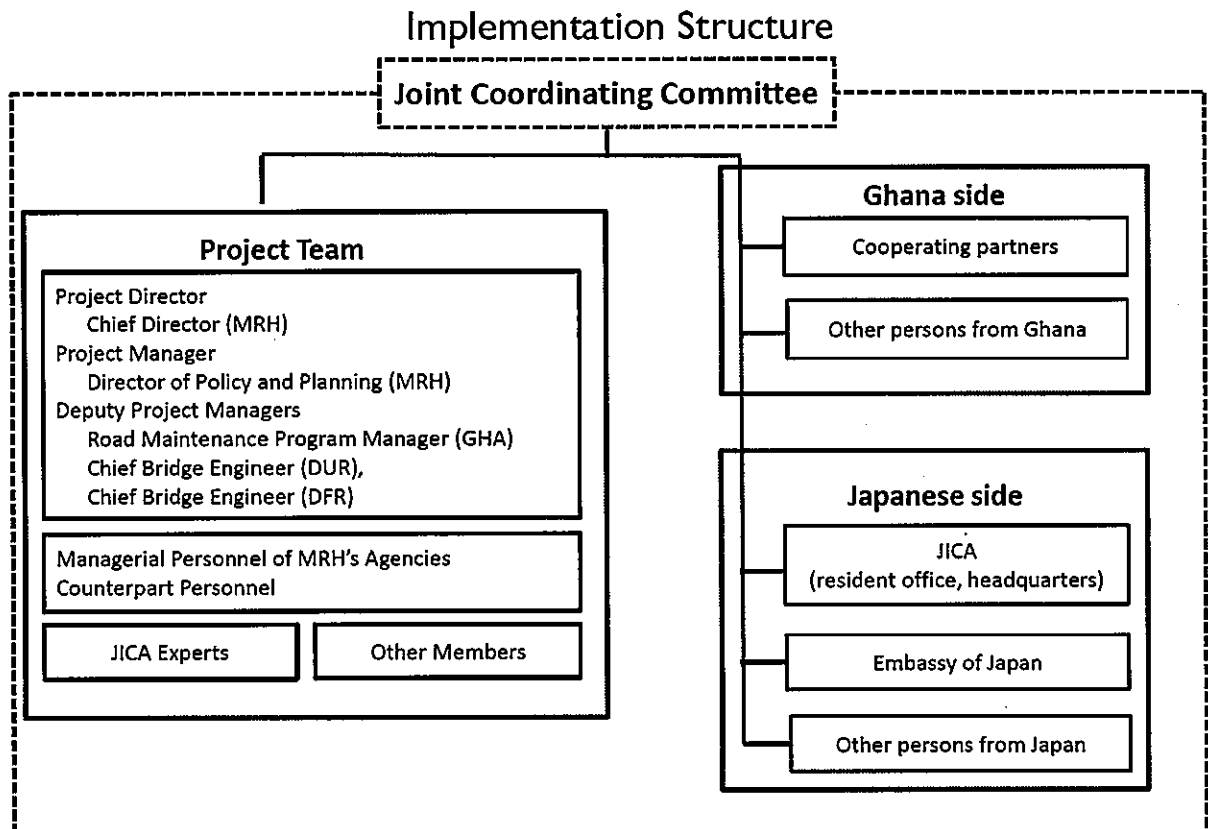 Implementation Structure
Joint Coordinating Committee
Project Team
Project Director
Chief Director (MRH)
Project Manager
Director of Policy and Planning (MRH)
Deputy Project Managers
Road Maintenance Program Manager (GHA)
Chief Bridge Engineer (DUR),
Chief Bridge Engineer (DFR)
Managerial Personnel of MRH's Agencies
Counterpart Personnel
JICA Experts
Other Members
Ghana side
Cooperating partners
Other persons from Ghana
Japanese side
JICA
(resident office, headquarters)
Embassy of Japan
Other persons from Japan